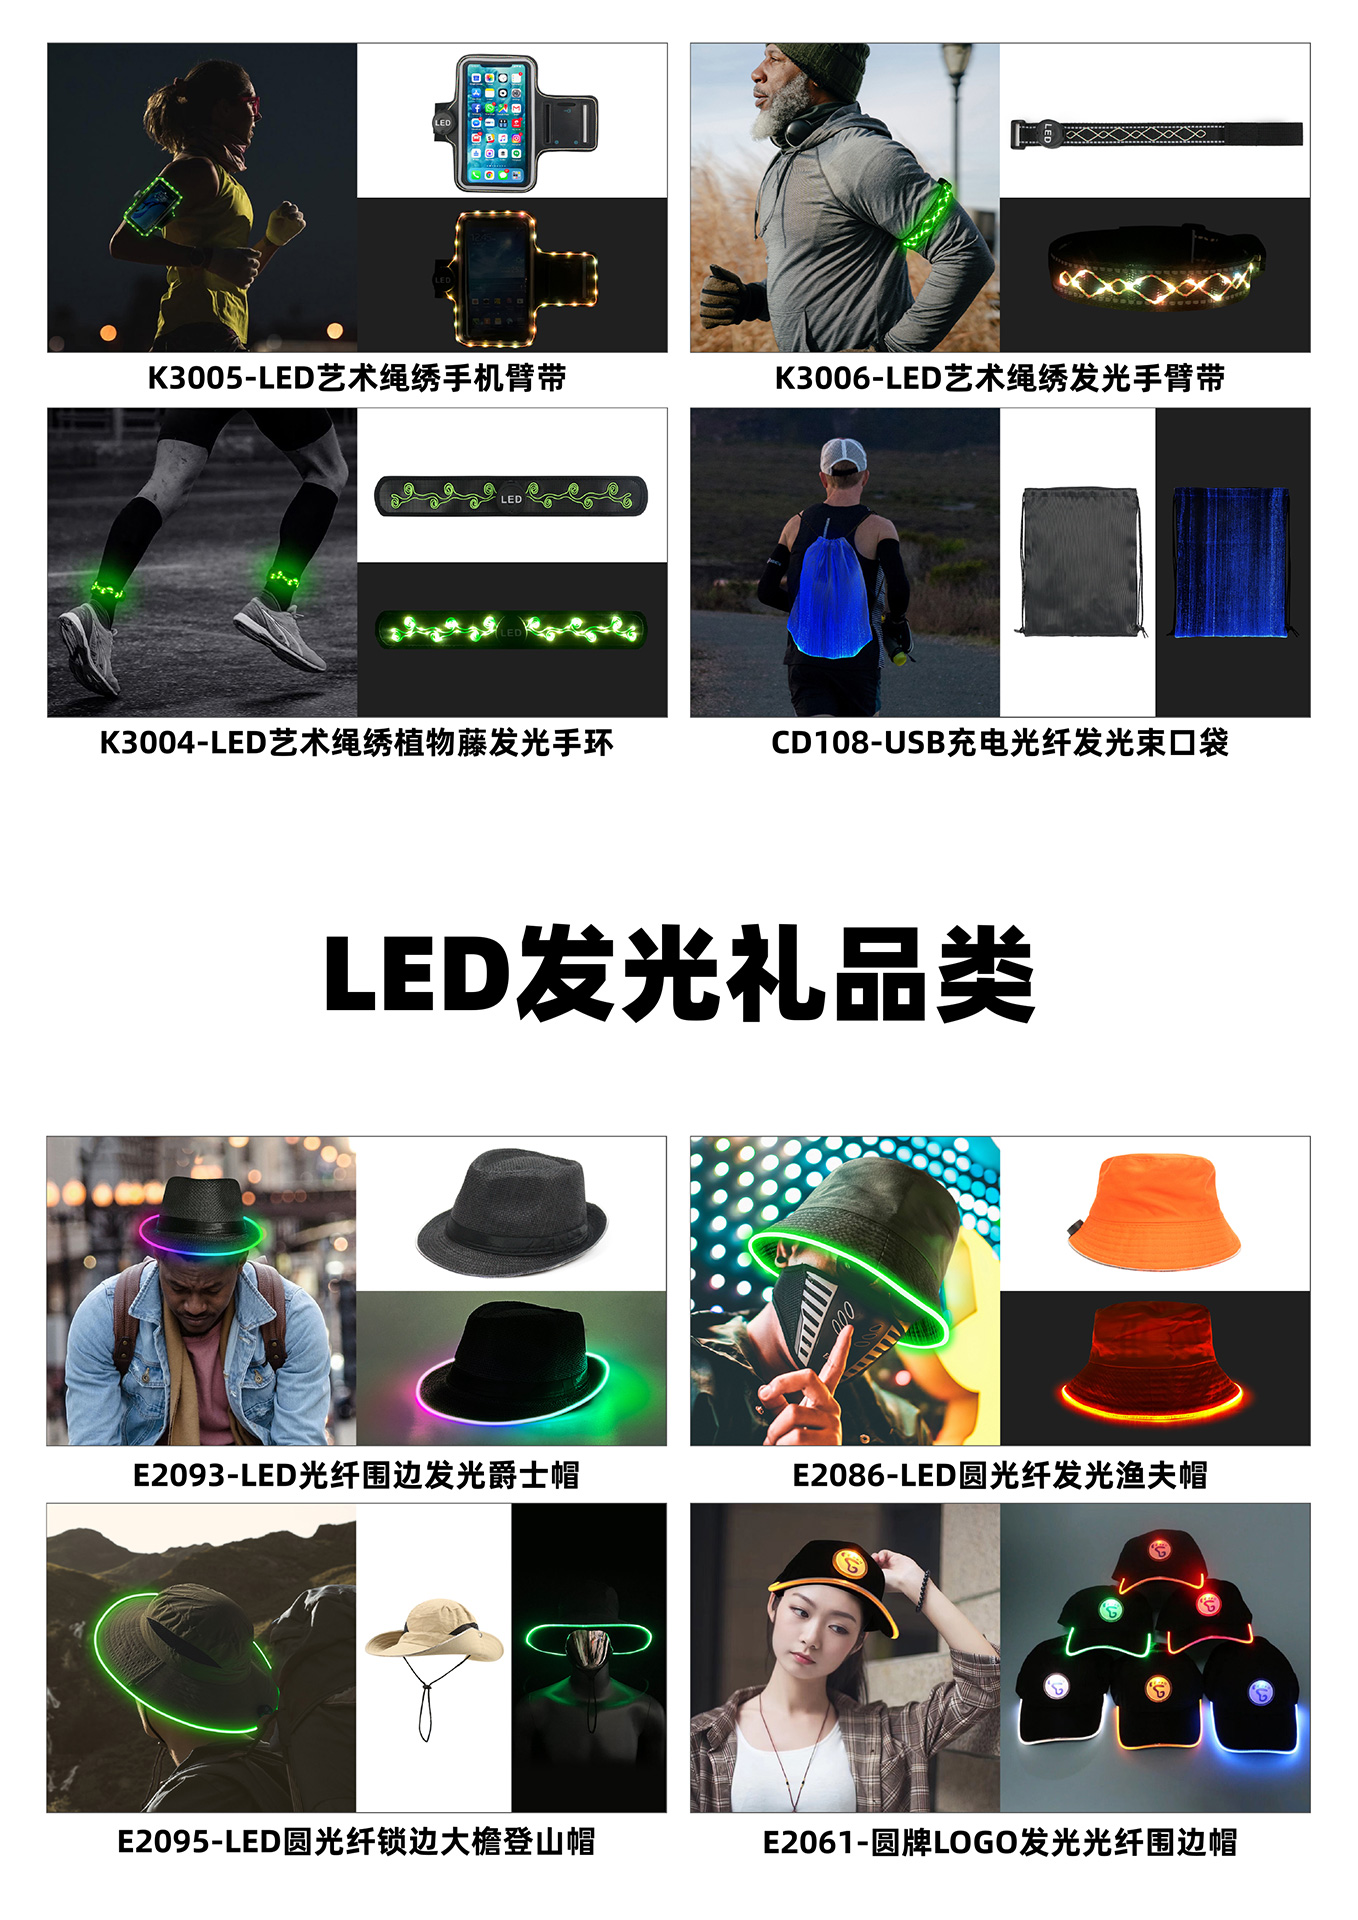 LED
LED
K3005-LED艺术绳绣手机臂带
LED
K3006-LED艺术绳绣发光手臂带
LED
LED
K3004-LED艺术绳绣植物藤发光手环
CD108-USB充电光纤发光束口袋
LED发光礼品类
E2093-LED光纤围边发光爵士帽
E2086-LED圆光纤发光渔夫帽
E2095-LED圆光纤锁边大檐登山帽
E2061-圆牌LOGO发光光纤围边帽